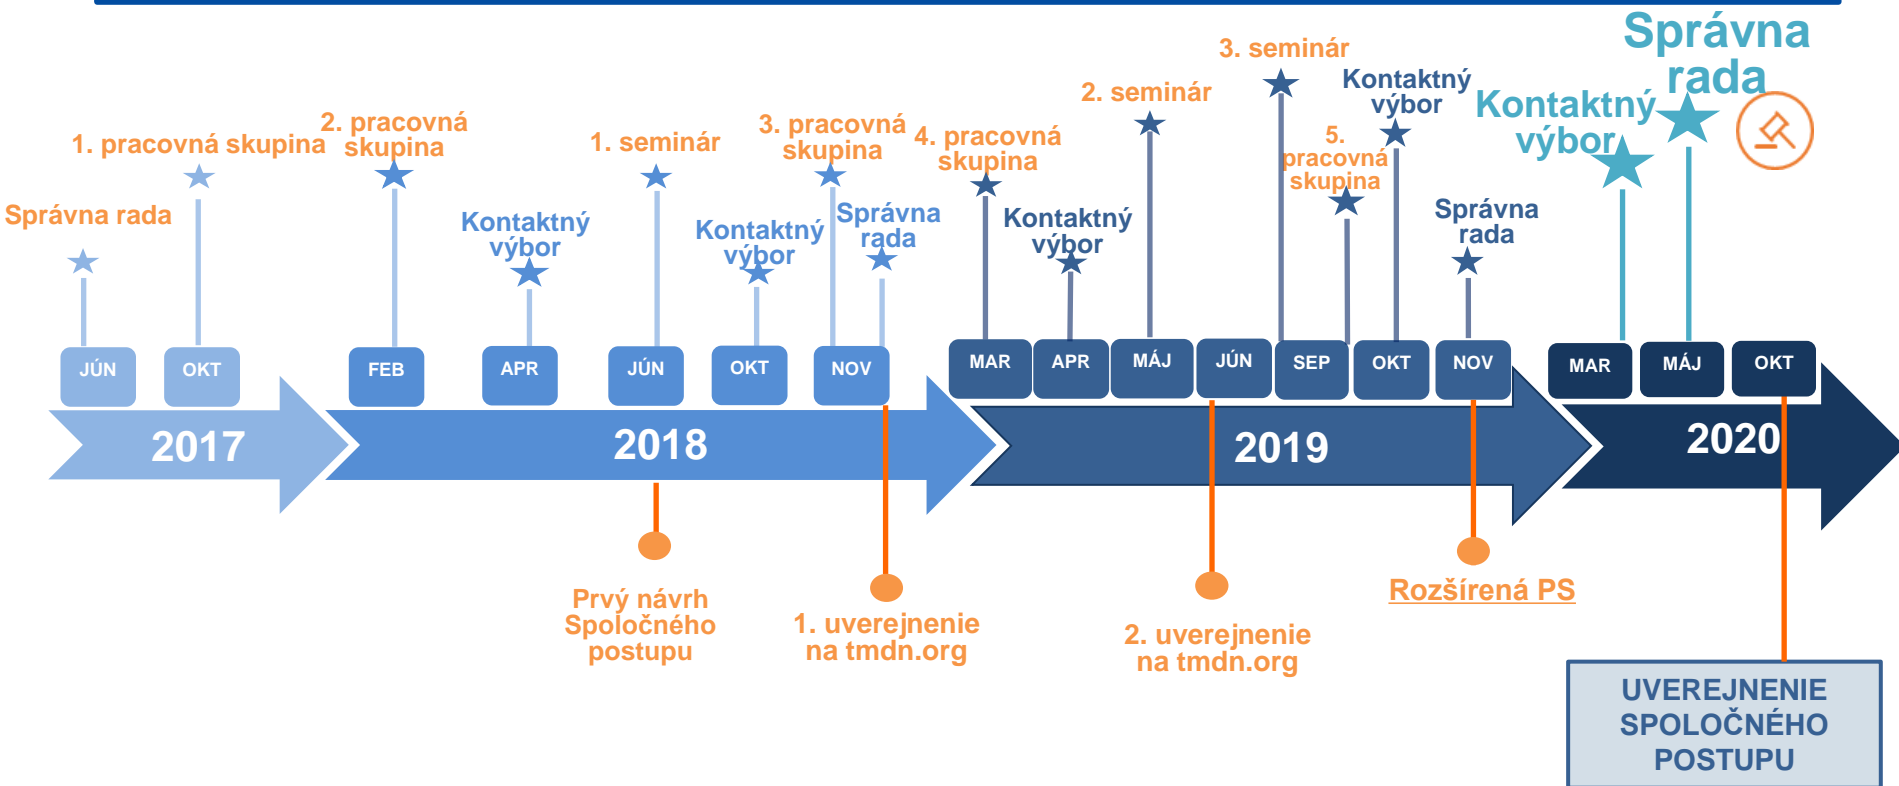 Správna rada
1. pracovná skupina
2. pracovná
skupina
Kontaktný
výbor
1. seminár
Kontaktný
výbor
3. pracovná
skupina
Správna
rada
4. pracovná
skupina
Kontaktný
výbor
2. seminár
3. seminár
5.
pracovná
skupina
Kontaktný
výbor
Správna
rada
Kontaktný
výbor
Správna
rada
JÚN
OKT
FEB
APR
JÚN
OKT
NOV
MAR
APR
MÁJ
JÚN
SEP
OKT
NOV
MAR
MÁJ
OKT
2017
2018
2019
2020
Prvý návrh
Spoločného
postupu
1. uverejnenie
na tmdn.org
2. uverejnenie
na tmdn.org
Rozšírená PS
UVEREJNENIE
SPOLOČNÉHO
POSTUPU